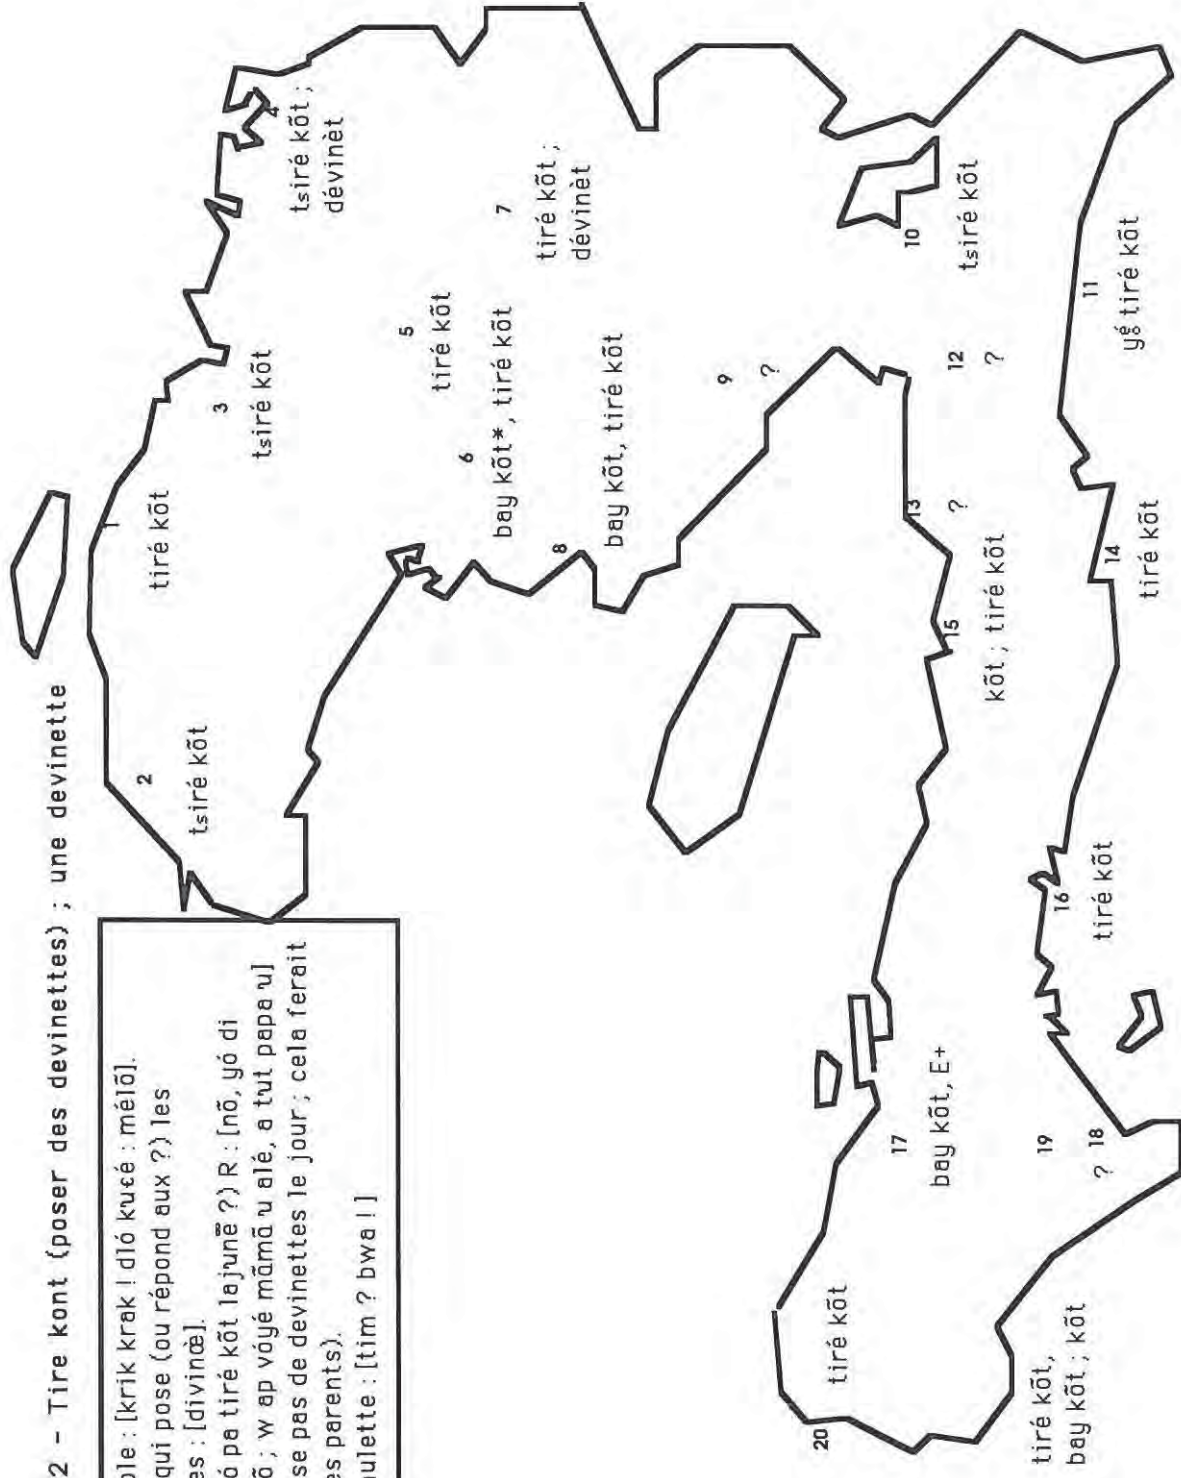 2 - Tire kont (poser des devinettes) ; une devinette
ple : [krik krak ! dló kucé : mélõ].
qui pose (ou répond aux ?) les
es : [divinœ].
ó pa tiré kõt lajunẽ ?) R : [nõ, yó di
õ ; w ap vóyé mãmã u alé, a tut papa u]
se pas de devinettes le jour ; cela ferait
es parents).
aulette : [tim ? bwa ! ]
1
tiré kõt
2
tsiré kõt
3
tsiré kõt
4
tsiré kõt ;
dévinèt
5
tiré kõt
6
bay kõt*, tiré kõt
7
tiré kõt ;
dévinèt
8
bay kõt, tiré kõt
9
?
10
tsiré kõt
11
tiré kõt
12
?
13
?
14
tiré kõt
15
kõt ; tiré kõt
16
tiré kõt
17
bay kõt, E+
18
?
19
tiré kõt,
bay kõt ; kõt
20
tiré kõt